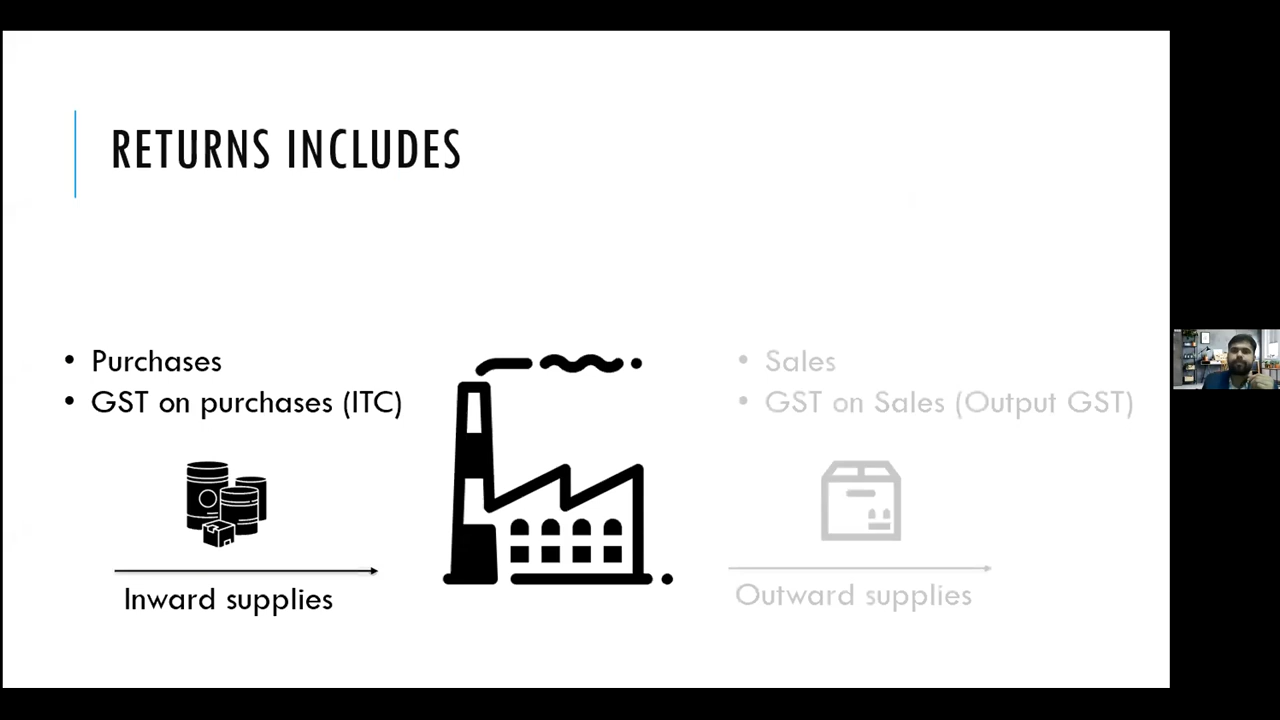 RETURNS INCLUDES
• Purchases
• GST on purchases (ITC)
Inward supplies
• Sales
• GST on Sales (Output GST)
Outward supplies